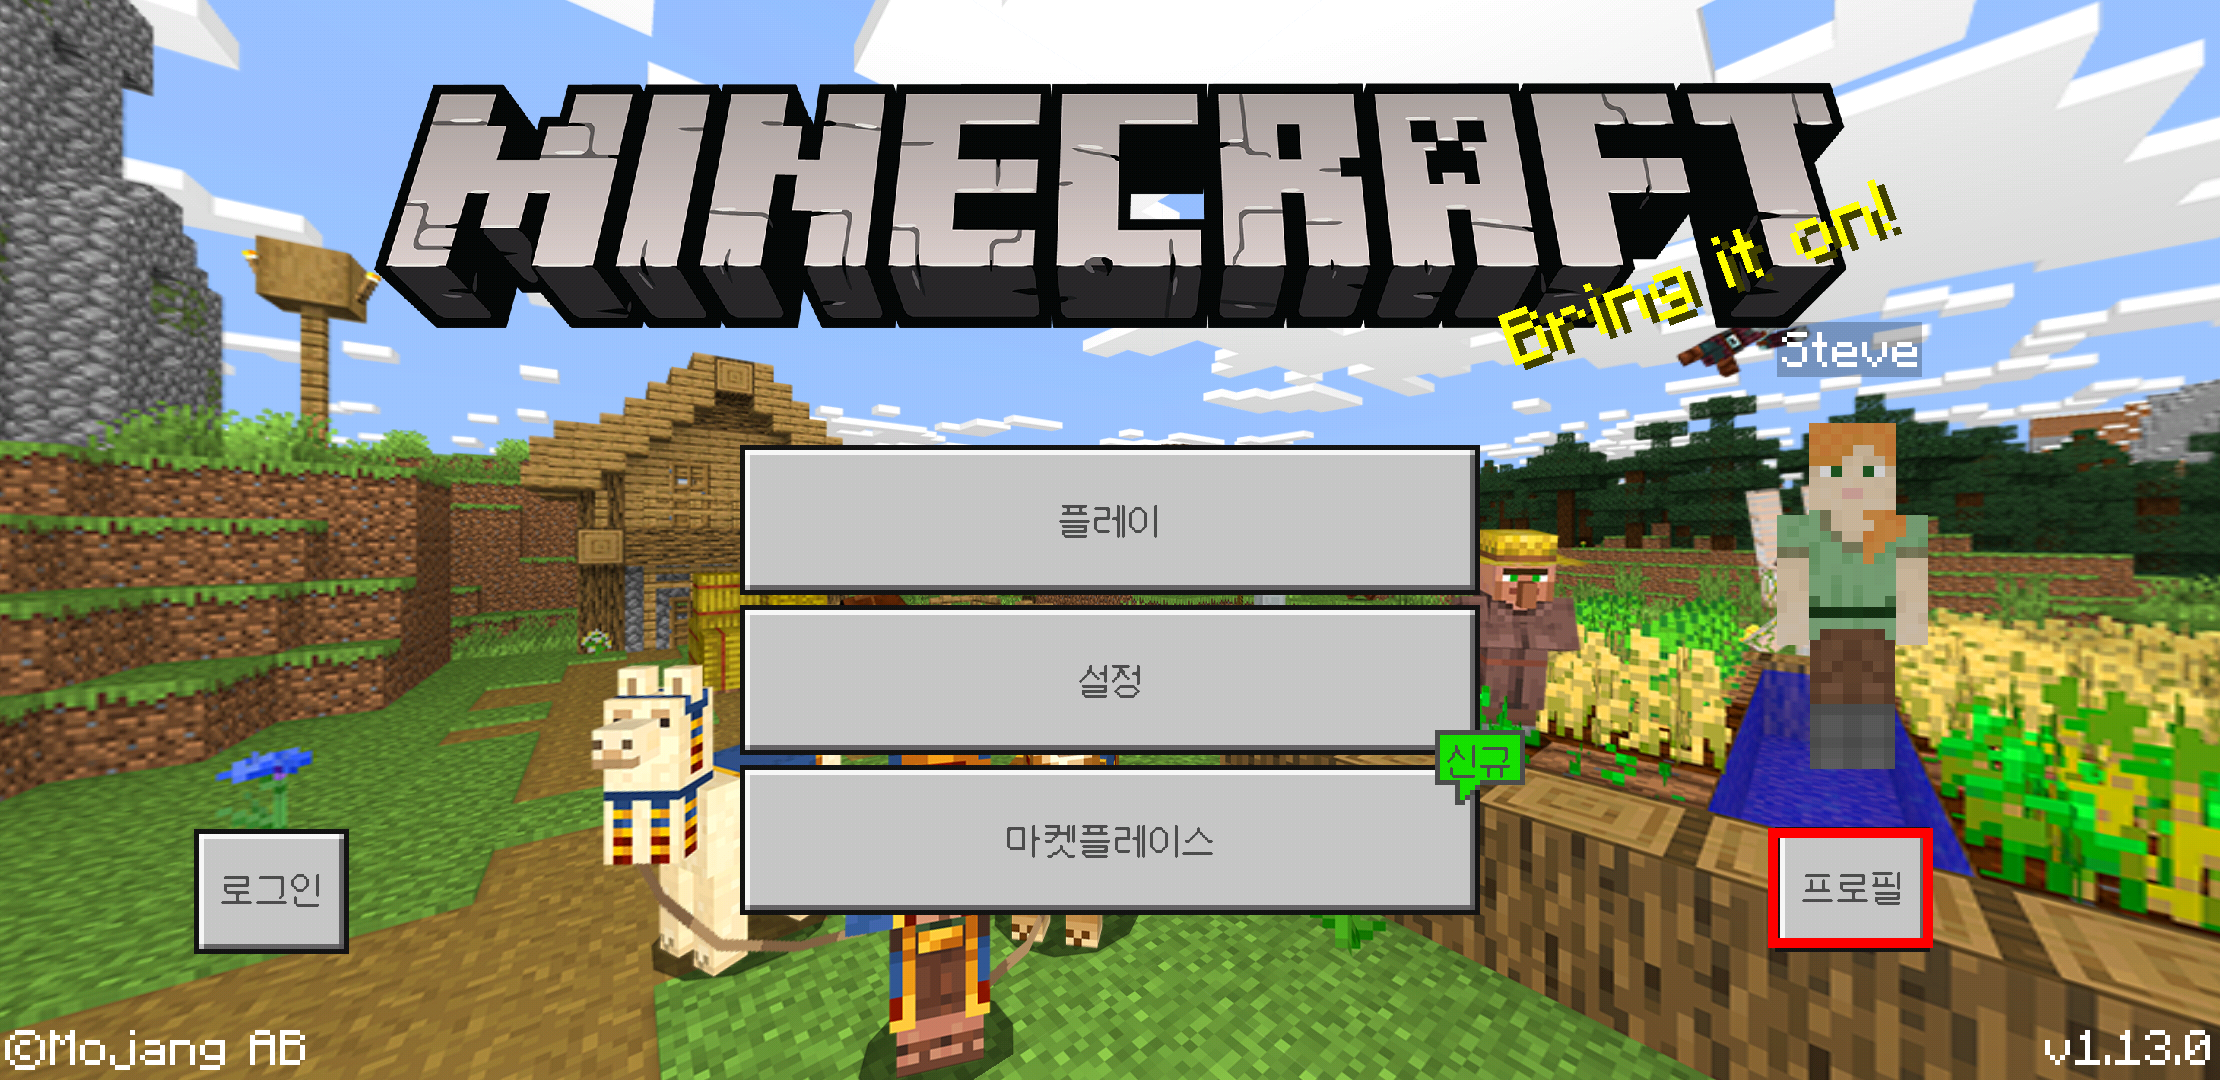 MINECRAFT
Bring it on!
Steve
플레이
설정
신규
마켓플레이스
로그인
프로필
©Mojang AB
v1.13.0